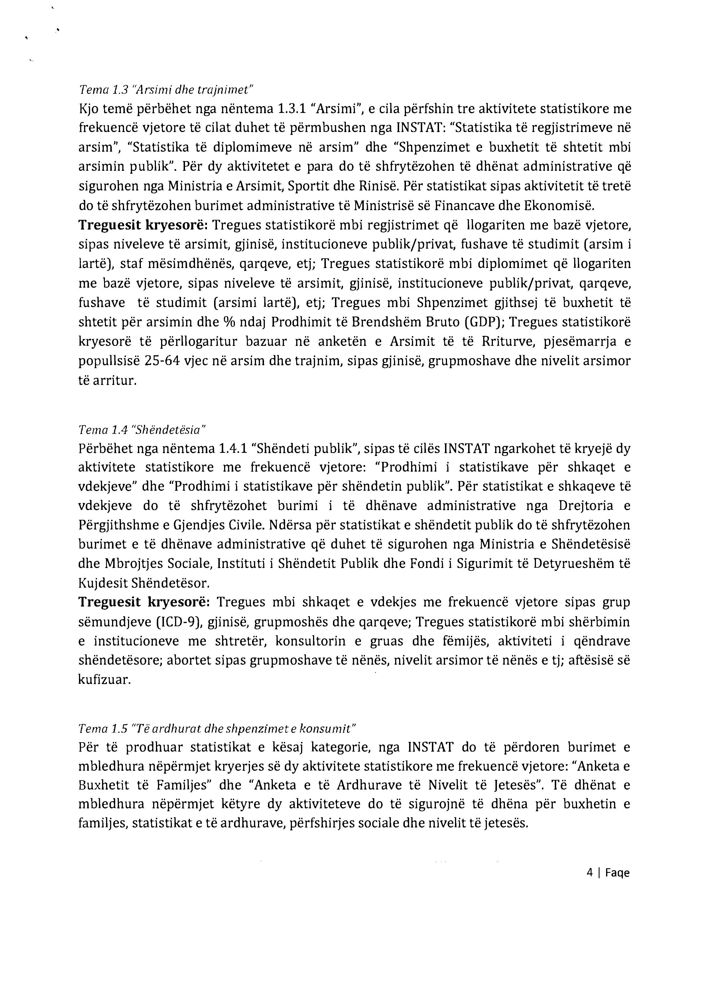 Tema 1.3 "Arsimi dhe trajnimet"
Kjo temë përbëhet nga nëntema 1.3.1 "Arsimi", e cila përfshin tre aktivitete statistikore me
frekuencë vjetore të cilat duhet të përmbushen nga INSTAT: "Statistika të regjistrimeve në
arsim", "Statistika të diplomimeve në arsim" dhe "Shpenzimet e buxhetit të shtetit mbi
arsimin publik". Për dy aktivitetet e para do të shfrytëzohen të dhënat administrative që
sigurohen nga Ministria e Arsimit, Sportit dhe Rinisë. Për statistikat sipas aktivitetit të tretë
do të shfrytëzohen burimet administrative të Ministrisë së Financave dhe Ekonomisë.
Treguesit kryesorë: Tregues statistikorë mbi regjistrimet që llogariten me bazë vjetore,
sipas niveleve të arsimit, gjinisë, institucioneve publik/privat, fushave të studimit (arsim i
lartë), staf mësimdhënës, qarqeve, etj; Tregues statistikorë mbi diplomimet që llogariten
me bazë vjetore, sipas niveleve të arsimit, gjinisë, institucioneve publik/privat, qarqeve,
fushave të studimit (arsimi lartë), etj; Tregues mbi Shpenzimet gjithsej të buxhetit të
shtetit për arsimin dhe % ndaj Prodhimit të Brendshëm Bruto (GDP); Tregues statistikorë
kryesorë të përllogaritur bazuar në anketën e Arsimit të të Rriturve, pjesëmarrja e
popullsisë 25-64 vjec në arsim dhe trajnim, sipas gjinisë, grupmoshave dhe nivelit arsimor
të arritur.
Tema 1.4 "Shëndetësia"
Përbëhet nga nëntema 1.4.1 "Shëndeti publik", sipas të cilës INSTAT ngarkohet të kryejë dy
aktivitete statistikore me frekuencë vjetore: "Prodhimi i statistikave për shkaqet e
vdekjeve" dhe "Prodhimi i statistikave për shëndetin publik". Për statistikat e shkaqeve të
vdekjeve do të shfrytëzohet burimi i të dhënave administrative nga Drejtoria e
Përgjithshme e Gjendjes Civile. Ndërsa për statistikat e shëndetit publik do të shfrytëzohen
burimet e të dhënave administrative që duhet të sigurohen nga Ministria e Shëndetësisë
dhe Mbrojtjes Sociale, Instituti i Shëndetit Publik dhe Fondi i Sigurimit të Detyrueshëm të
Kujdesit Shëndetësor.
Treguesit kryesorë: Tregues mbi shkaqet e vdekjes me frekuencë vjetore sipas grup
sëmundjeve (ICD-9), gjinisë, grupmoshës dhe qarqeve; Tregues statistikorë mbi shërbimin
e institucioneve me shtretër, konsultorin e gruas dhe fëmijës, aktiviteti i qëndrave
shëndetësore; abortet sipas grupmoshave të nënës, nivelit arsimor të nënës e tj; aftësisë së
kufizuar.
Tema 1.5 "Të ardhurat dhe shpenzimet e konsumit"
Për të prodhuar statistikat e kësaj kategorie, nga INSTAT do të përdoren burimet e
mbledhura nëpërmjet kryerjes së dy aktivitete statistikore me frekuencë vjetore: "Anketa e
Buxhetit të Familjes" dhe "Anketa e të Ardhurave të Nivelit të Jetesës". Të dhënat e
mbledhura nëpërmjet këtyre dy aktiviteteve do të sigurojnë të dhëna për buxhetin e
familjes, statistikat e të ardhurave, përfshirjes sociale dhe nivelit të jetesës.
4 | Faqe